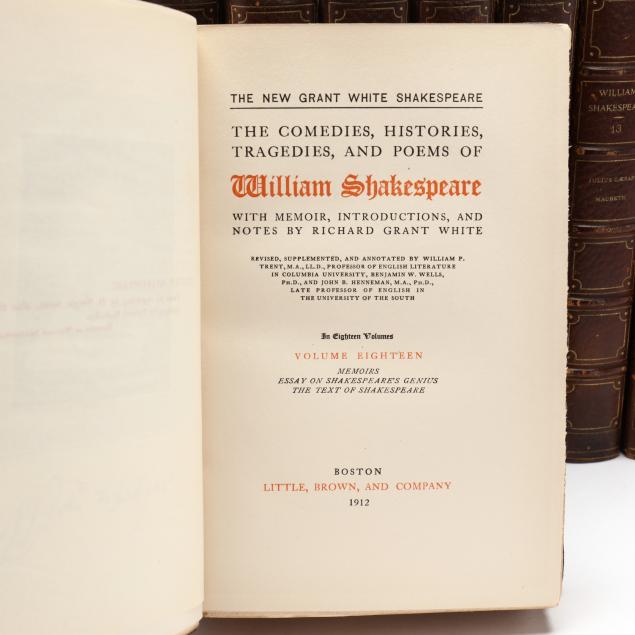 THE NEW GRANT WHITE SHAKESPEARE
THE COMEDIES, HISTORIES,
TRAGEDIES, AND POEMS OF
William Shakespeare
WITH MEMOIR, INTRODUCTIONS, AND
NOTES BY RICHARD GRANT WHITE
REVISED, SUPPLEMENTED, AND ANNOTATED BY WILLIAM P.
TRENT, M.A., LL.D., PROFESSOR OF ENGLISH LITERATURE
IN COLUMBIA UNIVERSITY, BENJAMIN W. WELLS,
PH.D., AND JOHN B. HENNEMAN, M.A., PH.D.,
LATE PROFESSOR OF ENGLISH IN
THE UNIVERSITY OF THE SOUTH
In Eighteen Volumes
VOLUME EIGHTEEN
MEMOIRS
ESSAY ON SHAKESPEARE'S GENIUS
THE TEXT OF SHAKESPEARE
BOSTON
LITTLE, BROWN, AND COMPANY
1912
WILLIAM
SHAKESPEA
13
JULIUS CÆSAR
MACBETH